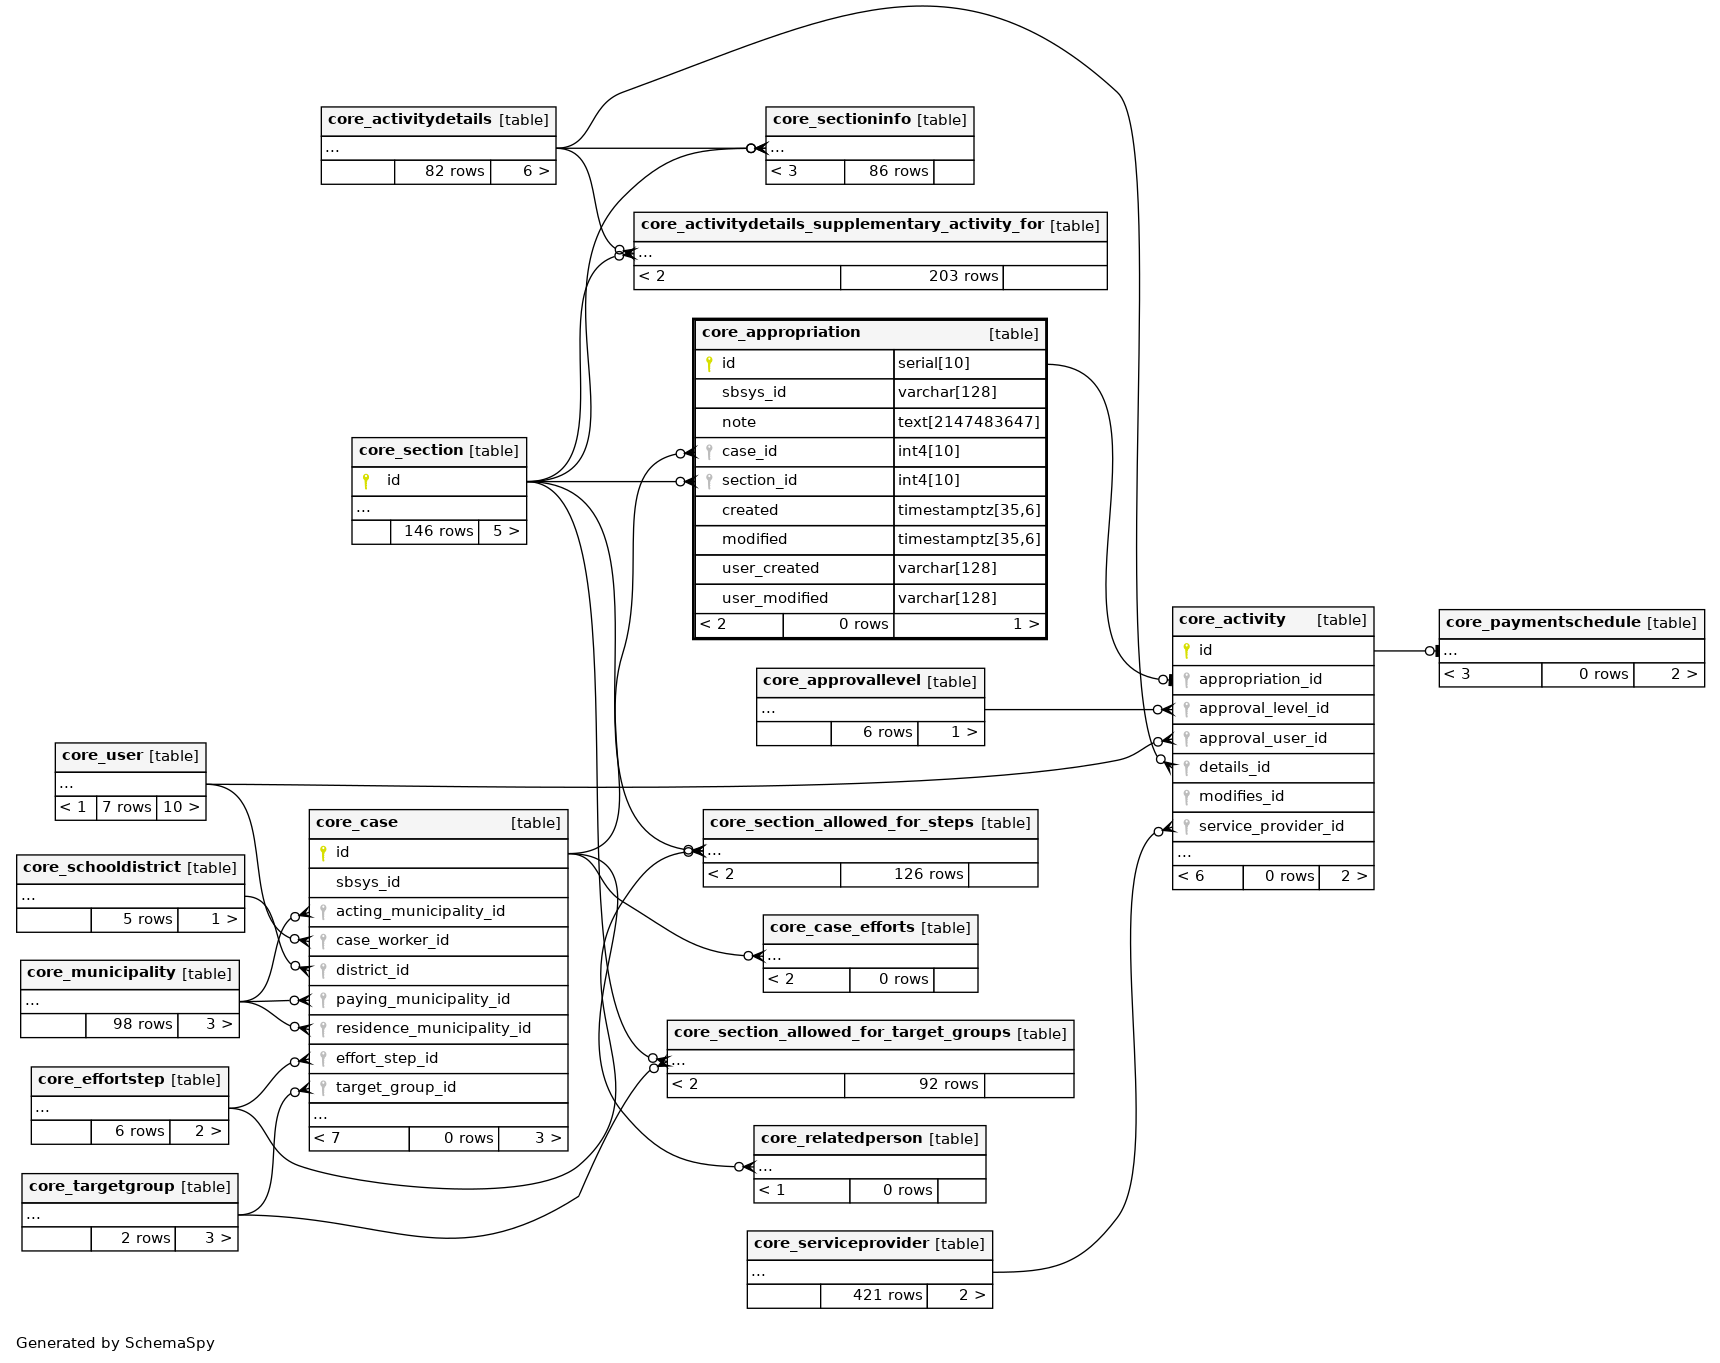 core_activitydetails [table]
...
82 rows 6 >
core_sectioninfo [table]
...
< 3 86 rows
core_activitydetails_supplementary_activity_for [table]
...
< 2 203 rows
core_appropriation [table]
id serial[10]
sbsys_id varchar[128]
note text[2147483647]
case_id int4[10]
section_id int4[10]
created timestamptz[35,6]
modified timestamptz[35,6]
user_created varchar[128]
user_modified varchar[128]
< 2 0 rows 1 >
core_section [table]
id
...
146 rows 5 >
core_activity [table]
id
appropriation_id
approval_level_id
approval_user_id
details_id
modifies_id
service_provider_id
...
< 6 0 rows 2 >
core_paymentschedule [table]
...
< 3 0 rows 2 >
core_approvallevel [table]
...
6 rows 1 >
core_user [table]
...
< 1 7 rows 10 >
core_schooldistrict [table]
...
5 rows 1 >
core_municipality [table]
...
98 rows 3 >
core_effortstep [table]
...
6 rows 2 >
core_targetgroup [table]
...
2 rows 3 >
core_case [table]
id
sbsys_id
acting_municipality_id
case_worker_id
district_id
paying_municipality_id
residence_municipality_id
effort_step_id
target_group_id
...
< 7 0 rows 3 >
core_section_allowed_for_steps [table]
...
< 2 126 rows
core_case_efforts [table]
...
< 2 0 rows
core_section_allowed_for_target_groups [table]
...
< 2 92 rows
core_relatedperson [table]
...
< 1 0 rows
core_serviceprovider [table]
...
421 rows 2 >
Generated by SchemaSpy